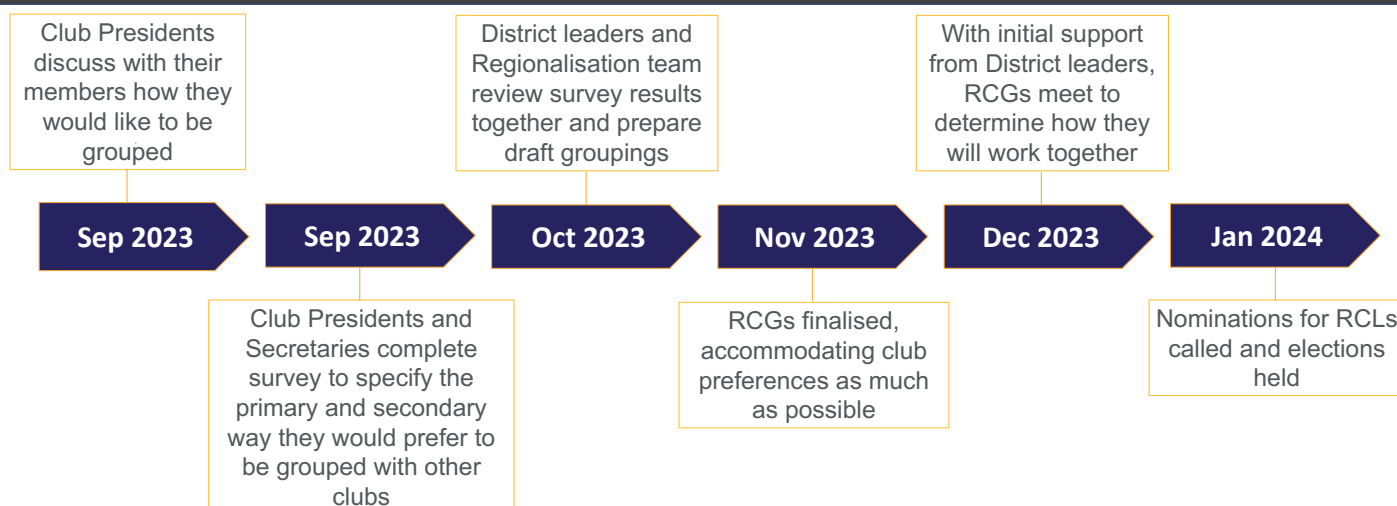 Club Presidents
discuss with their
members how they
would like to be
grouped
District leaders and
Regionalisation team
review survey results
together and prepare
draft groupings
With initial support
from District leaders,
RCGs meet to
determine how they
will work together
Sep 2023
Sep 2023
Oct 2023
Nov 2023
Dec 2023
Jan 2024
Club Presidents and
Secretaries complete
survey to specify the
primary and secondary
way they would prefer to
be grouped with other
clubs
RCGs finalised,
accommodating club
preferences as much
as possible
Nominations for RCLs
called and elections
held